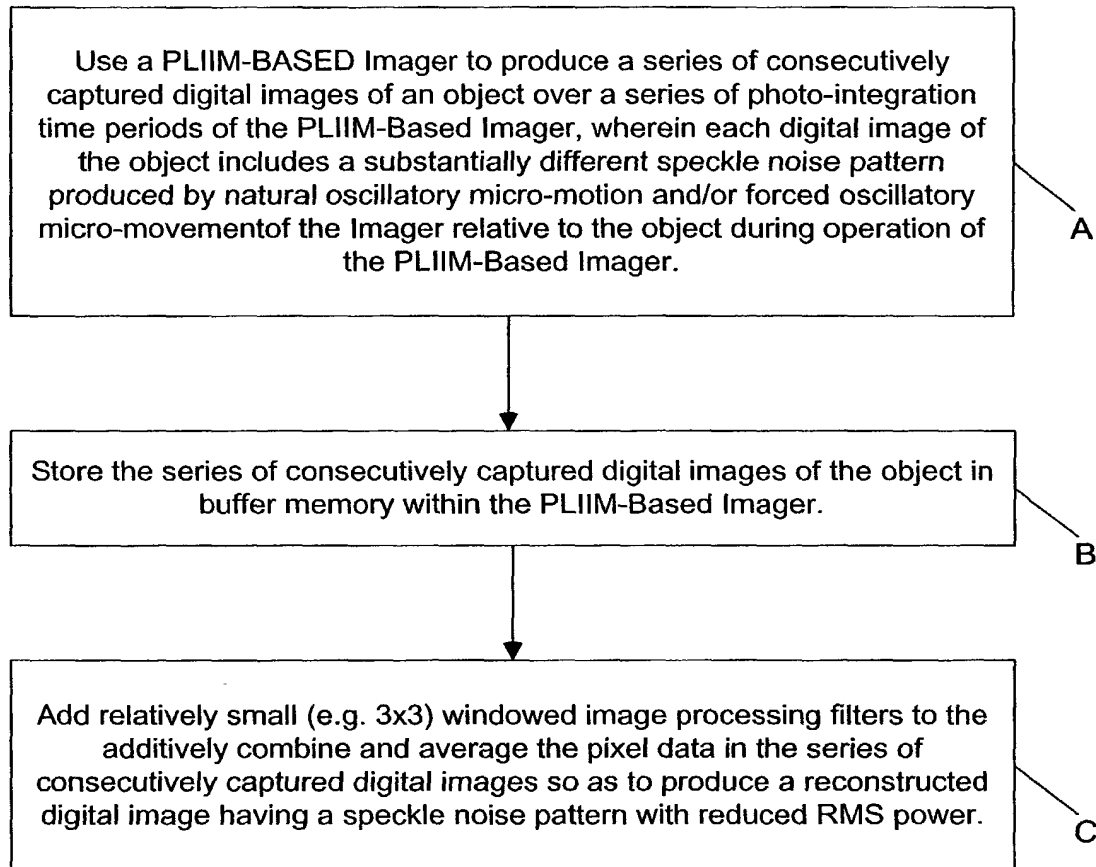 Use a PLIIM-BASED Imager to produce a series of consecutively
captured digital images of an object over a series of photo-integration
time periods of the PLIIM-Based Imager, wherein each digital image of
the object includes a substantially different speckle noise pattern
produced by natural oscillatory micro-motion and/or forced oscillatory
micro-movementof the Imager relative to the object during operation of
the PLIIM-Based Imager.
A
Store the series of consecutively captured digital images of the object in
buffer memory within the PLIIM-Based Imager.
B
Add relatively small (e.g. 3x3) windowed image processing filters to the
additively combine and average the pixel data in the series of
consecutively captured digital images so as to produce a reconstructed
digital image having a speckle noise pattern with reduced RMS power.
C